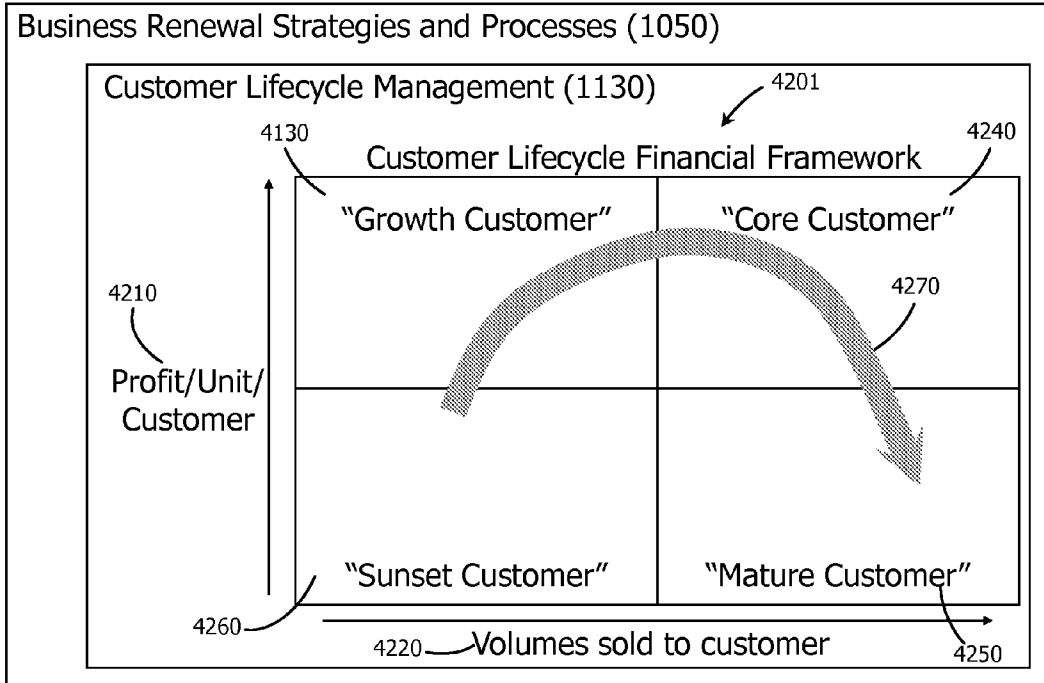 Business Renewal Strategies and Processes (1050)
Customer Lifecycle Management (1130)
4201
4130
4240
Customer Lifecycle Financial Framework
“Growth Customer”
“Core Customer”
4210
4270
Profit/Unit/
Customer
“Sunset Customer”
“Mature Customer”
4260
4220
Volumes sold to customer
4250